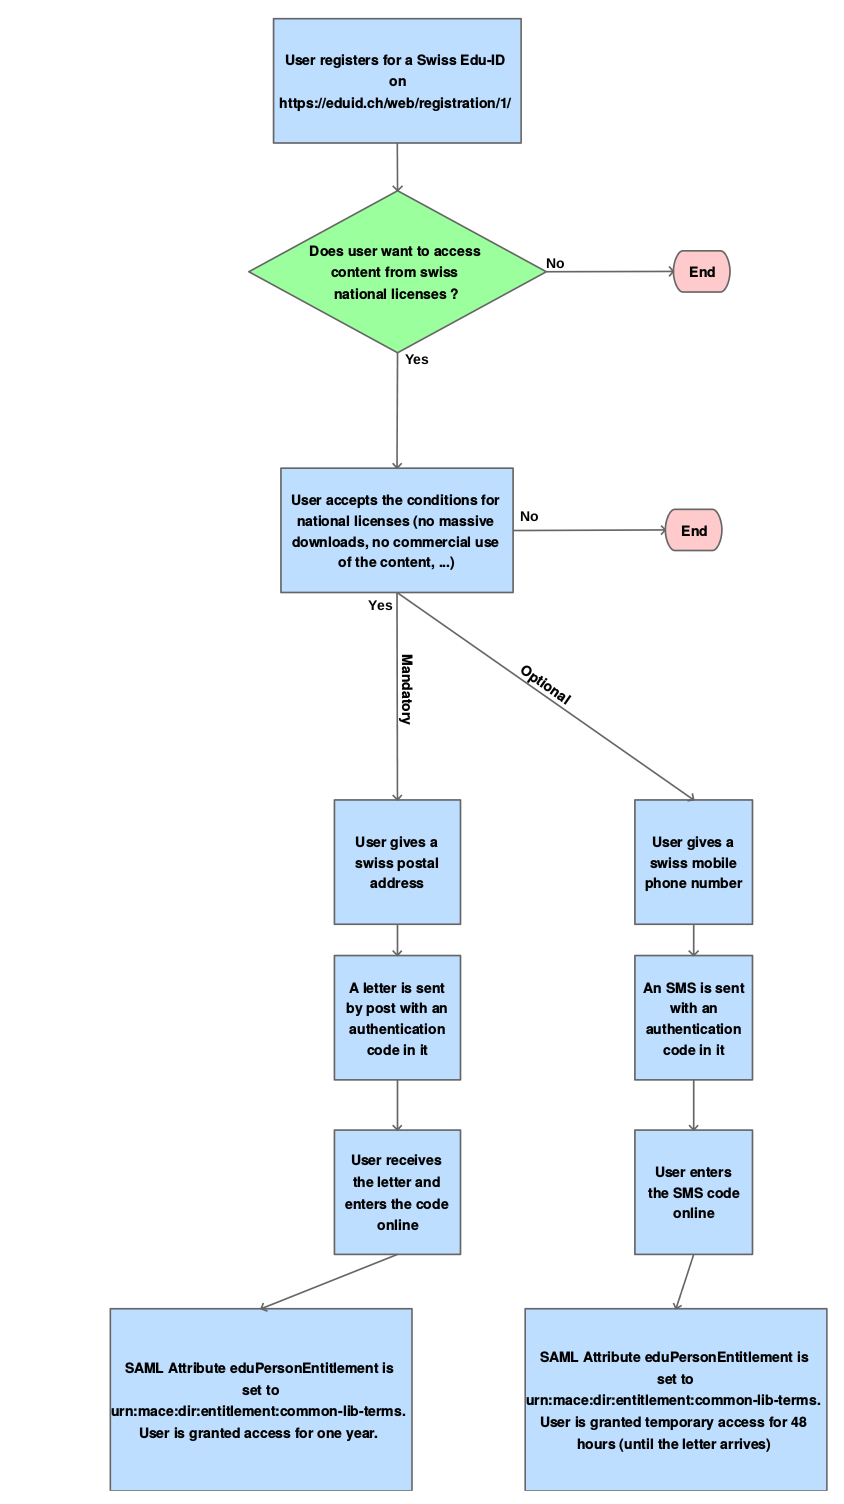 User registers for a Swiss Edu-ID
on
https://eduid.ch/web/registration/1/
Does user want to access
content from swiss
national licenses ?
No
End
Yes
User accepts the conditions for
national licenses (no massive
downloads, no commercial use
of the content, ...)
No
End
Yes
Mandatory
Optional
User gives a
swiss postal
address
User gives a
swiss mobile
phone number
A letter is sent
by post with an
authentication
code in it
An SMS is sent
with an
authentication
code in it
User receives
the letter and
enters the code
online
User enters
the SMS code
online
SAML Attribute eduPersonEntitlement is
set to
urn:mace:dir:entitlement:common-lib-terms.
User is granted access for one year.
SAML Attribute eduPersonEntitlement is
set to
urn:mace:dir:entitlement:common-lib-terms.
User is granted temporary access for 48
hours (until the letter arrives)